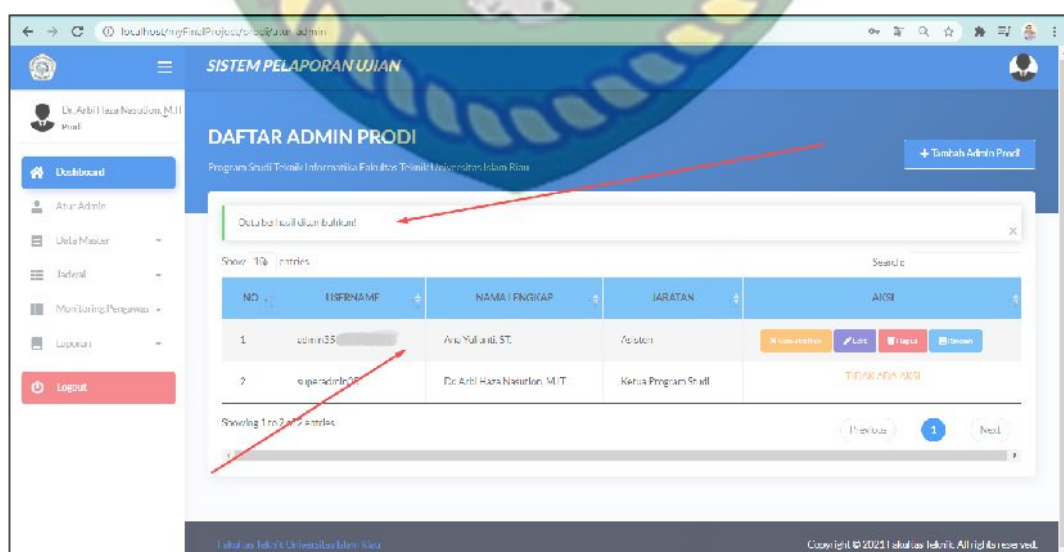 localhost/myFinalProject/prodi/atur-admin
SISTEM PELAPORAN UJIAN
Dr. Arbi Haza Nasution, M.IT
Prodi
Dashboard
Atur Admin
Data Master
Jadwal
Monitoring Pengawas
Laporan
Logout
DAFTAR ADMIN PRODI
Program Studi Teknik Informatika Fakultas Teknik Universitas Islam Riau
+ Tambah Admin Prodi
Data berhasil ditambahkan!
×
Show 10 entries
Search:
NO USERNAME NAMA LENGKAP JABATAN AKSI
1 admin35 Ana Yulianti, ST. Asisten Edit Hapus
2 Dr. Arbi Haza Nasution, M.IT Ketua Program Studi TIDAK ADA AKSI
Showing 1 to 2 of 2 entries
Previous 1 Next
Fakultas Teknik Universitas Islam Riau
Copyright © 2021 Fakultas Teknik. All rights reserved.